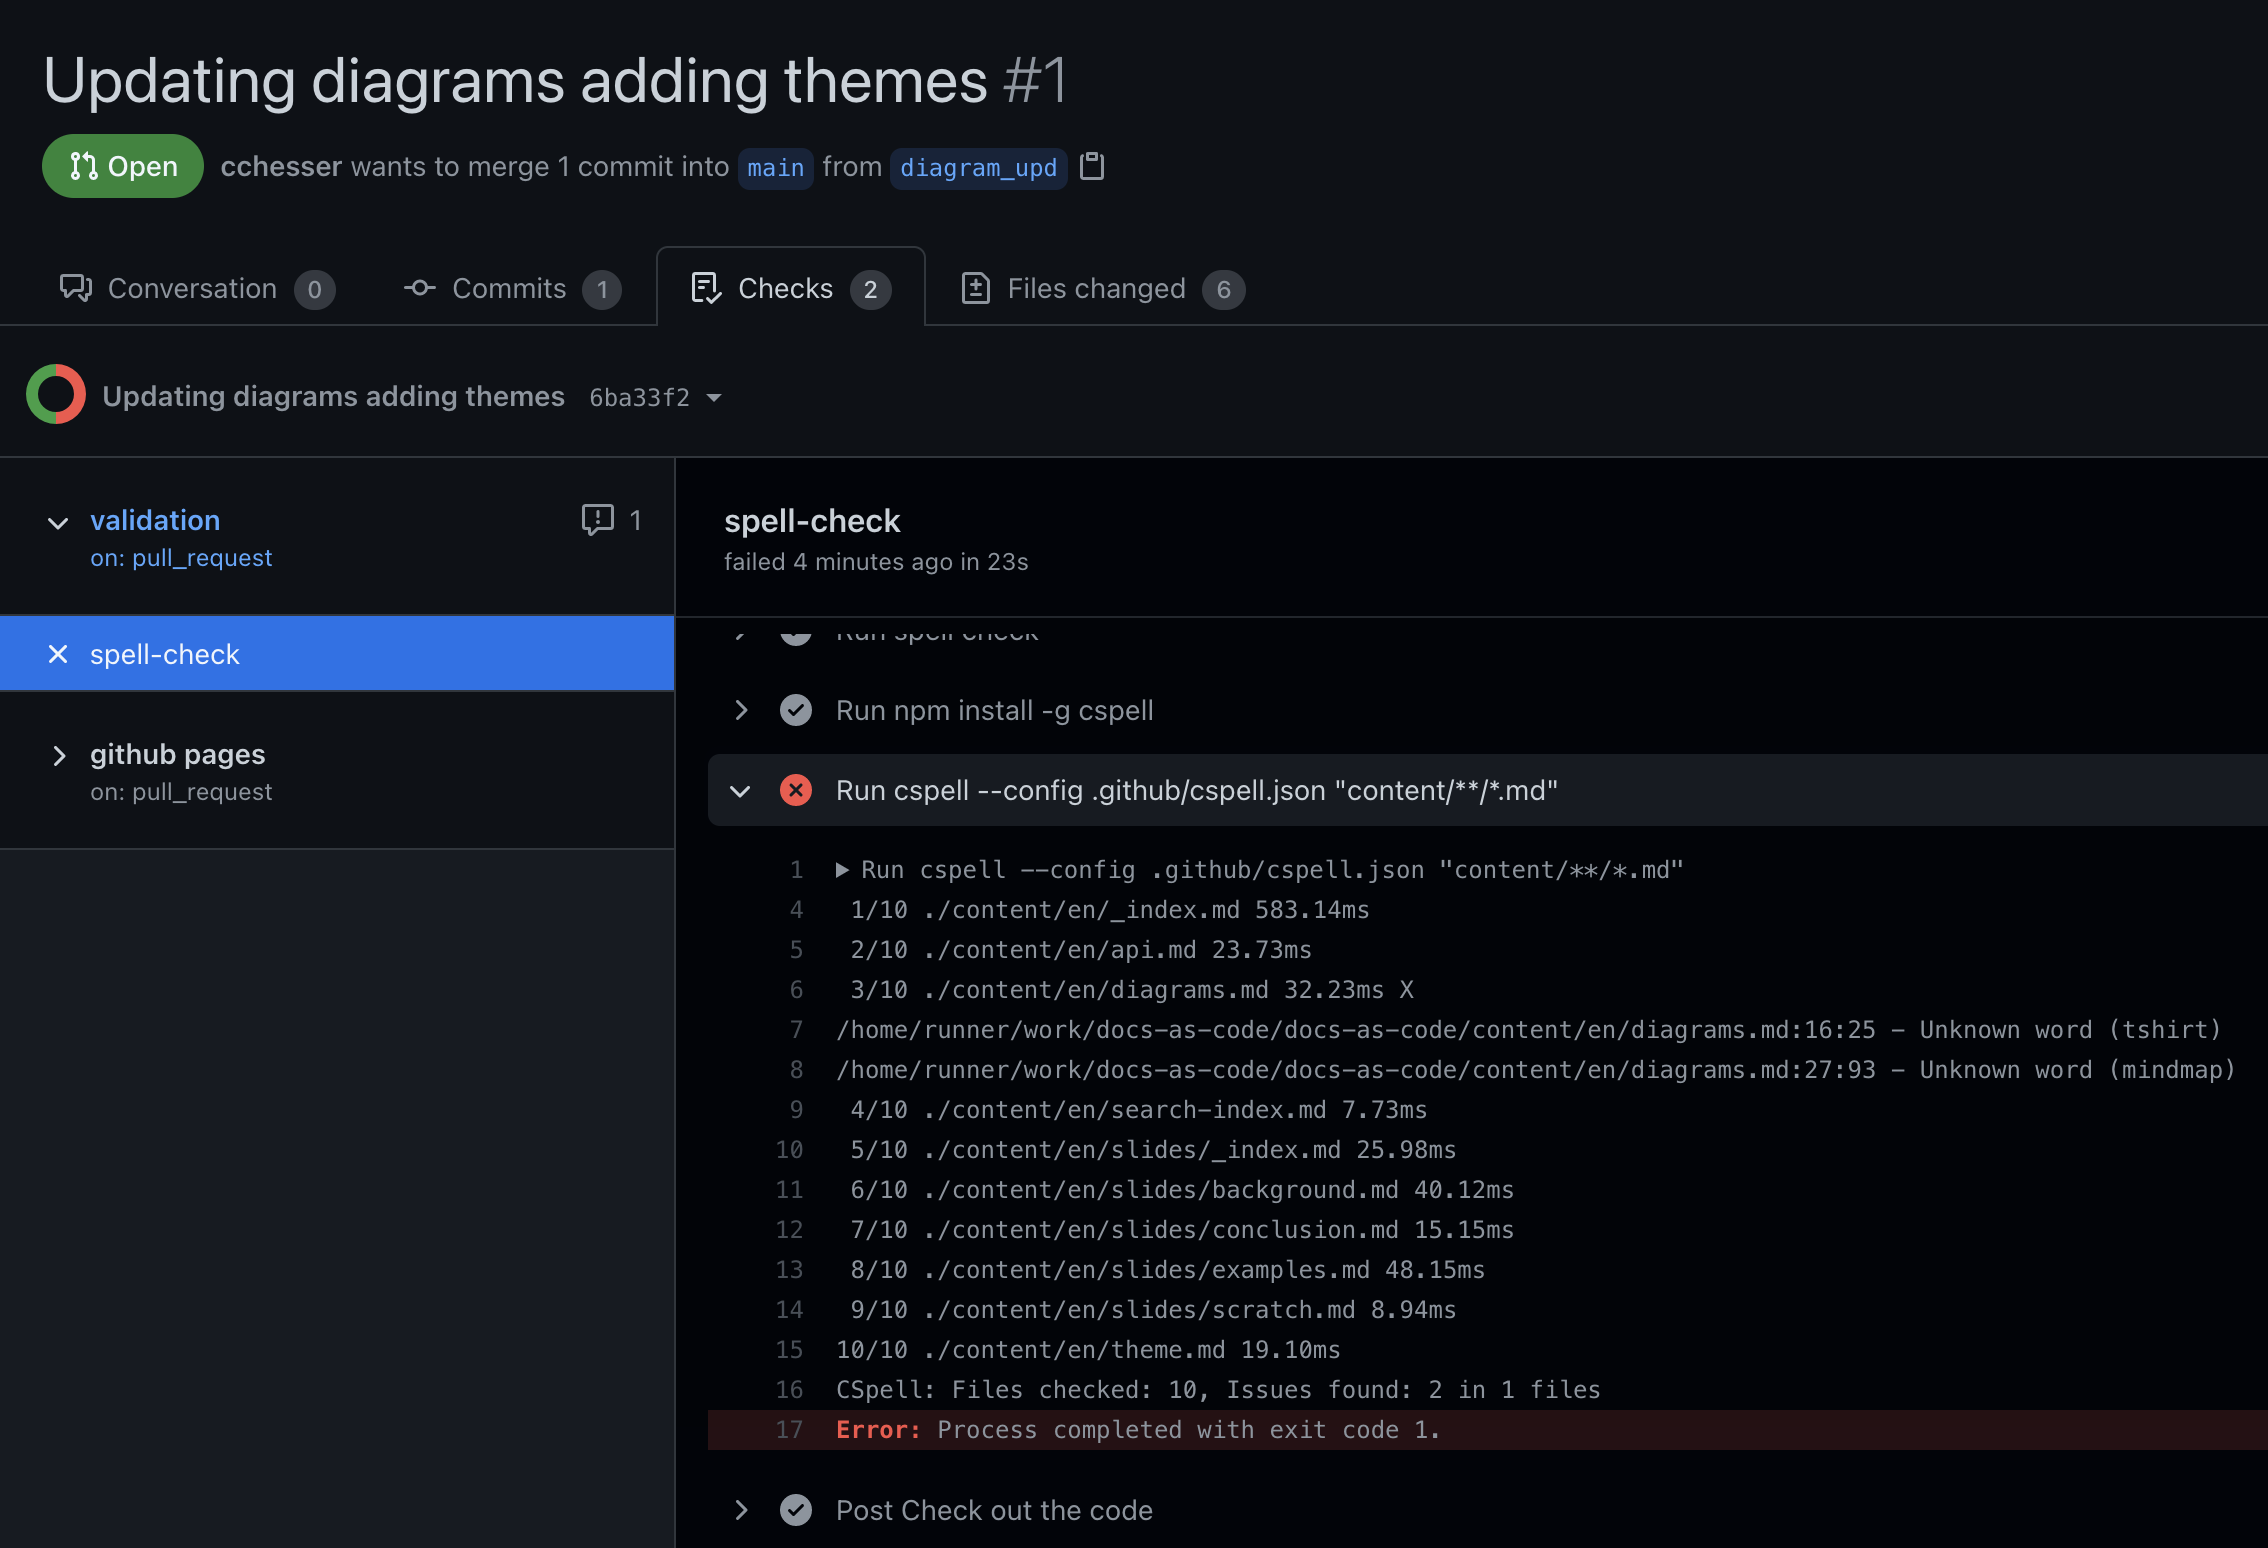 Updating diagrams adding themes #1
Open cchesser wants to merge 1 commit into main from diagram_upd
Conversation 0 Commits 1 Checks 2 Files changed 6
Updating diagrams adding themes 6ba33f2
validation 1
on: pull_request
spell-check
github pages
on: pull_request
spell-check
failed 4 minutes ago in 23s
Run spell check
Run npm install -g cspell
Run cspell --config .github/cspell.json "content/**/*.md"
1 Run cspell --config .github/cspell.json "content/**/*.md"
4 1/10 ./content/en/_index.md 583.14ms
5 2/10 ./content/en/api.md 23.73ms
6 3/10 ./content/en/diagrams.md 32.23ms X
7 /home/runner/work/docs-as-code/docs-as-code/content/en/diagrams.md:16:25 - Unknown word (tshirt)
8 /home/runner/work/docs-as-code/docs-as-code/content/en/diagrams.md:27:93 - Unknown word (mindmap)
9 4/10 ./content/en/search-index.md 7.73ms
10 5/10 ./content/en/slides/_index.md 25.98ms
11 6/10 ./content/en/slides/background.md 40.12ms
12 7/10 ./content/en/slides/conclusion.md 15.15ms
13 8/10 ./content/en/slides/examples.md 48.15ms
14 9/10 ./content/en/slides/scratch.md 8.94ms
15 10/10 ./content/en/theme.md 19.10ms
16 CSpell: Files checked: 10, Issues found: 2 in 1 files
17 Error: Process completed with exit code 1.
Post Check out the code